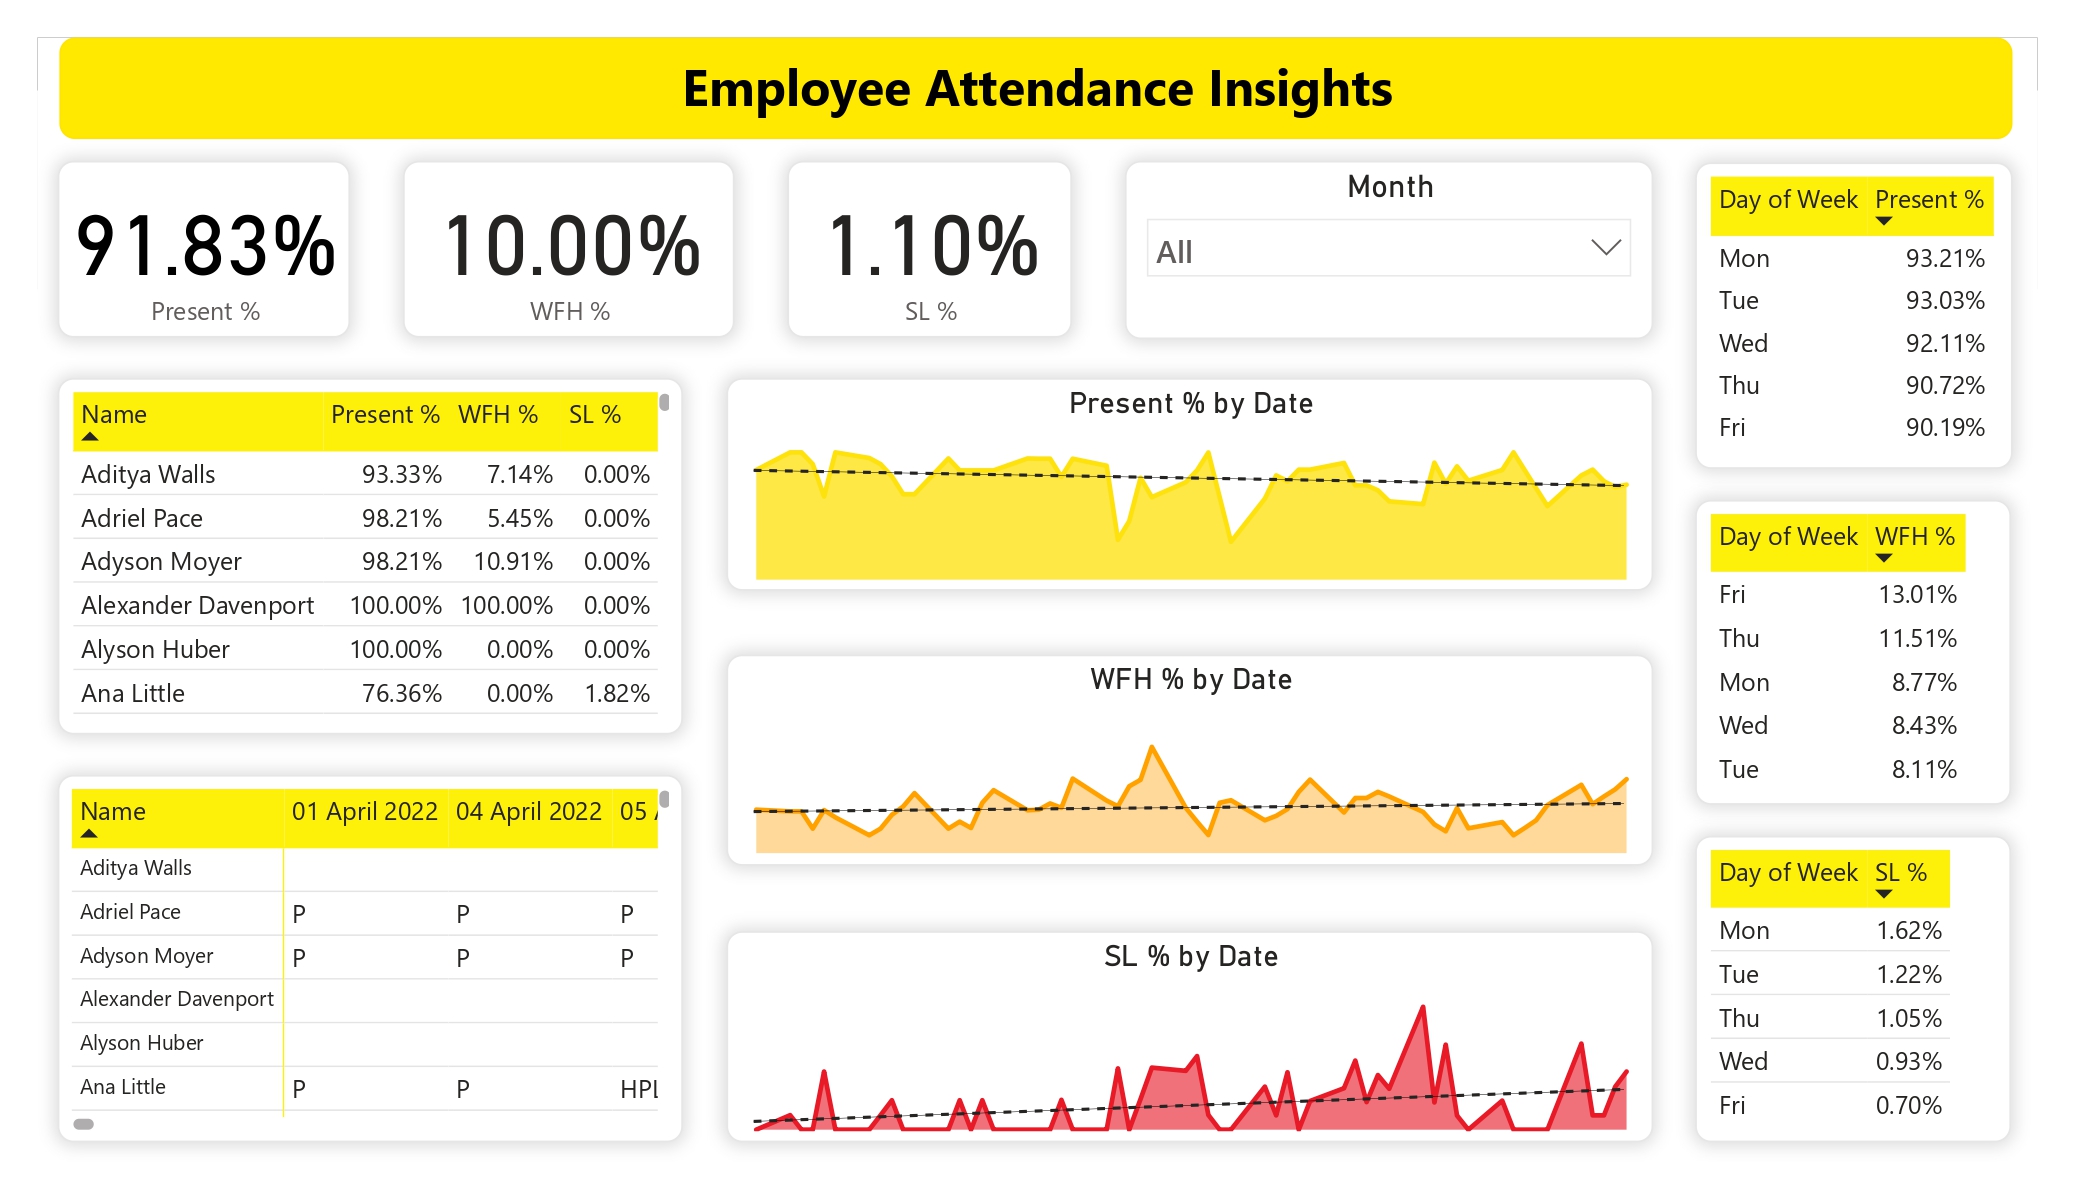 Employee Attendance Insights
91.83%
Present %
10.00%
WFH %
1.10%
SL %
Month
All
Day of Week Present %
Mon 93.21%
Tue 93.03%
Wed 92.11%
Thu 90.72%
Fri 90.19%
Name Present % WFH % SL %
Aditya Walls 93.33% 7.14% 0.00%
Adriel Pace 98.21% 5.45% 0.00%
Adyson Moyer 98.21% 10.91% 0.00%
Alexander Davenport 100.00% 100.00% 0.00%
Alyson Huber 100.00% 0.00% 0.00%
Ana Little 76.36% 0.00% 1.82%
Present % by Date
Day of Week WFH %
Fri 13.01%
Thu 11.51%
Mon 8.77%
Wed 8.43%
Tue 8.11%
WFH % by Date
Name 01 April 2022 04 April 2022 05
Aditya Walls
Adriel Pace P P P
Adyson Moyer P P P
Alexander Davenport
Alyson Huber
Ana Little P P HPL
SL % by Date
Day of Week SL %
Mon 1.62%
Tue 1.22%
Thu 1.05%
Wed 0.93%
Fri 0.70%